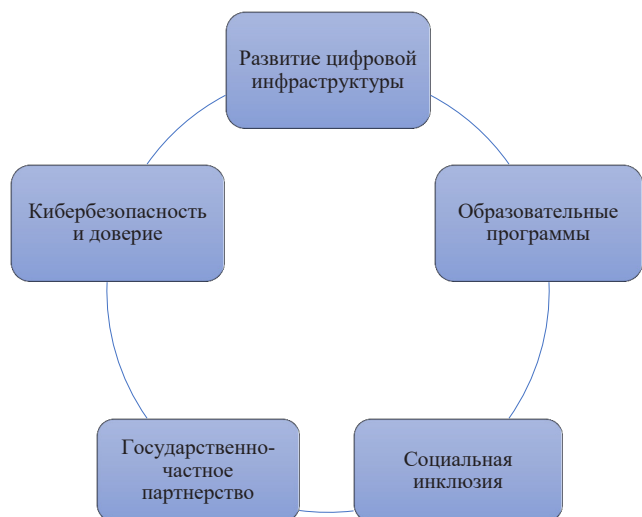 Развитие цифровой
инфраструктуры
Кибербезопасность
и доверие
Образовательные
программы
Государственно-
частное
партнерство
Социальная
инклюзия